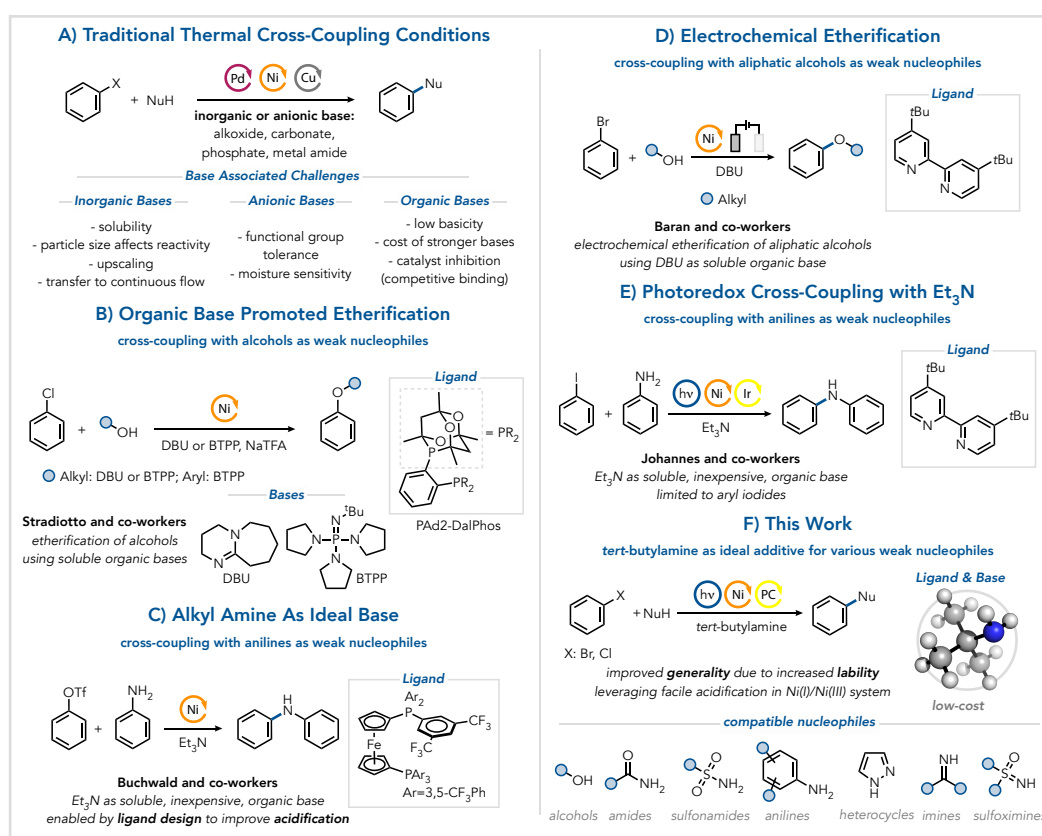 A) Traditional Thermal Cross-Coupling Conditions
X
+ NuH
Pd
Ni
Cu
inorganic or anionic base:
alkoxide, carbonate,
phosphate, metal amide
Nu
Base Associated Challenges
Inorganic Bases
- solubility
- particle size affects reactivity
- upscaling
- transfer to continuous flow
Anionic Bases
- functional group
tolerance
- moisture sensitivity
Organic Bases
- low basicity
- cost of stronger bases
- catalyst inhibition
(competitive binding)
B) Organic Base Promoted Etherification
cross-coupling with alcohols as weak nucleophiles
Cl
+
OH
Ni
DBU or BTPP, NaTFA
O
Alkyl: DBU or BTPP; Aryl: BTPP
Ligand
O
O
O
P
= PR2
PR2
PAd2-DalPhos
Stradiotto and co-workers
etherification of alcohols
using soluble organic bases
Bases
N
N
DBU
N
tBu
N
P
N
N
BTPP
C) Alkyl Amine As Ideal Base
cross-coupling with anilines as weak nucleophiles
OTf
+
NH2
Ni
Et3N
H
N
Buchwald and co-workers
Et3N as soluble, inexpensive, organic base
enabled by ligand design to improve acidification
Ligand
Ar2
P
CF3
F3C
Fe
PAr3
Ar=3,5-CF3Ph
D) Electrochemical Etherification
cross-coupling with aliphatic alcohols as weak nucleophiles
Br
+
OH
Ni
DBU
O
Alkyl
Baran and co-workers
electrochemical etherification of aliphatic alcohols
using DBU as soluble organic base
Ligand
tBu
tBu
N
N
E) Photoredox Cross-Coupling with Et3N
cross-coupling with anilines as weak nucleophiles
I
+
NH2
hν
Ni
Ir
Et3N
H
N
Johannes and co-workers
Et3N as soluble, inexpensive, organic base
limited to aryl iodides
Ligand
tBu
tBu
N
N
F) This Work
tert-butylamine as ideal additive for various weak nucleophiles
X
+ NuH
hν
Ni
PC
tert-butylamine
Nu
X: Br, Cl
Ligand & Base
low-cost
improved generality due to increased lability
leveraging facile acidification in Ni(I)/Ni(III) system
compatible nucleophiles
OH
alcohols
O
NH2
amides
O O
S
NH2
sulfonamides
NH2
anilines
N
N
H
heterocycles
NH
imines
O
S
NH
sulfoximines